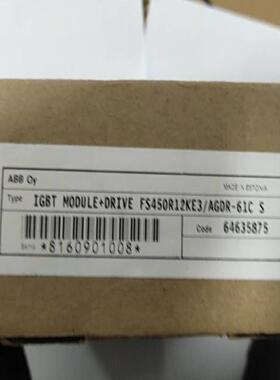 ABB Oy MADE IN ESTONIA
Type IGBT MODULE+DRIVE FS450R12KE3/AGDR-61C S
Code 64635875
*8160901008*